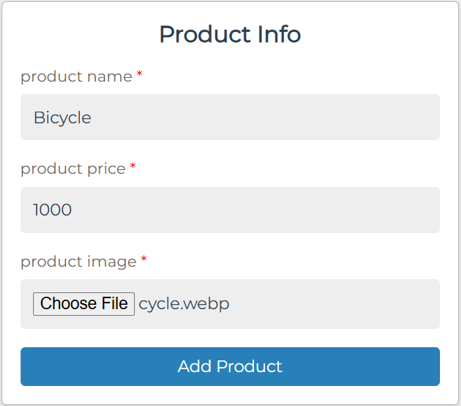 Product Info
product name *
Bicycle
product price *
1000
product image *
Choose File cycle.webp
Add Product